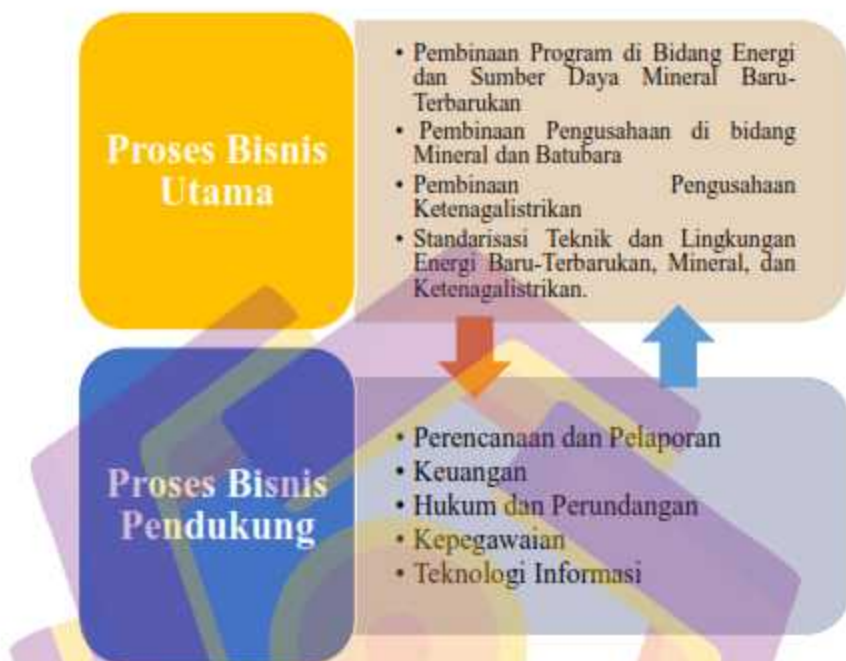 Proses Bisnis
Utama
• Pembinaan Program di Bidang Energi
dan Sumber Daya Mineral Baru-
Terbarukan
• Pembinaan Pengusahaan di bidang
Mineral dan Batubara
• Pembinaan Pengusahaan
Ketenagalistrikan
• Standarisasi Teknik dan Lingkungan
Energi Baru-Terbarukan, Mineral, dan
Ketenagalistrikan.
Proses Bisnis
Pendukung
• Perencanaan dan Pelaporan
• Keuangan
• Hukum dan Perundangan
• Kepegawaian
• Teknologi Informasi